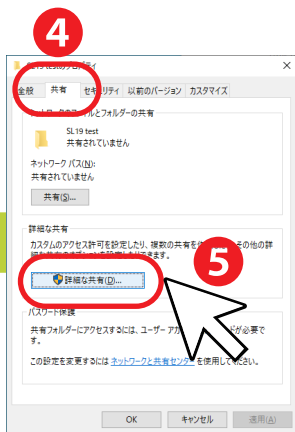 4
SL19 testのプロパティ
全般 共有 セキュリティ 以前のバージョン カスタマイズ
ネットワークのファイルとフォルダーの共有
SL19 test
共有されていません
ネットワーク パス(N):
共有されていません
共有(S)...
詳細な共有
カスタムのアクセス許可を設定したり、複数の共有を その他の詳
5
詳細な共有(D)...
パスワード保護
共有フォルダーにアクセスするには、ユーザー アカ ドが必要で
す。
この設定を変更するには ネットワークと共有センター を使用してください。
OK キャンセル 適用(A)